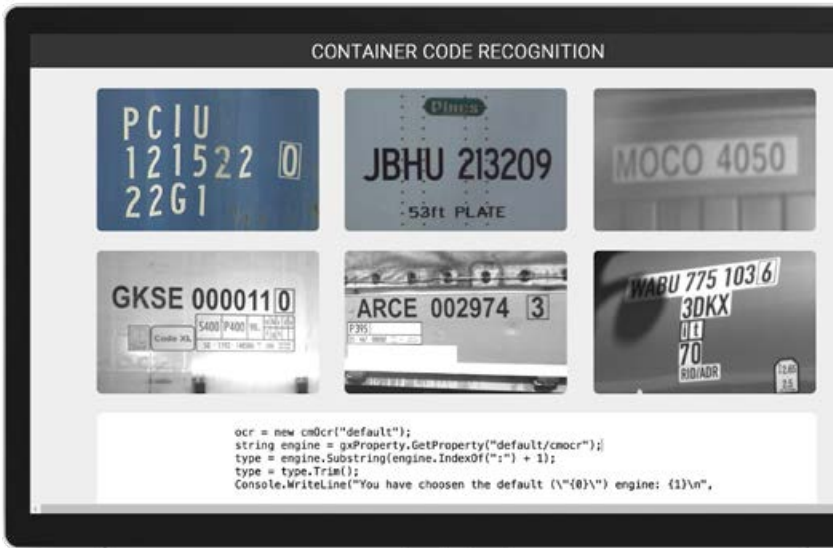 CONTAINER CODE RECOGNITION
PCIU
121522 0
22G1
Pines
JBHU 213209
53ft PLATE
MOCO 4050
GKSE 000011 0
Code XL
S400 P400
ARCE 002974 3
P395
WABU 775 103 6
3DKX
it
70
RID/ADR
ocr = new cmOcr("default");
string engine = gxProperty.GetProperty("default/cmocr");
type = engine.Substring(engine.IndexOf(":") + 1);
type = type.Trim();
Console.WriteLine("You have choosen the default (\"{0}\") engine: {1}\n",